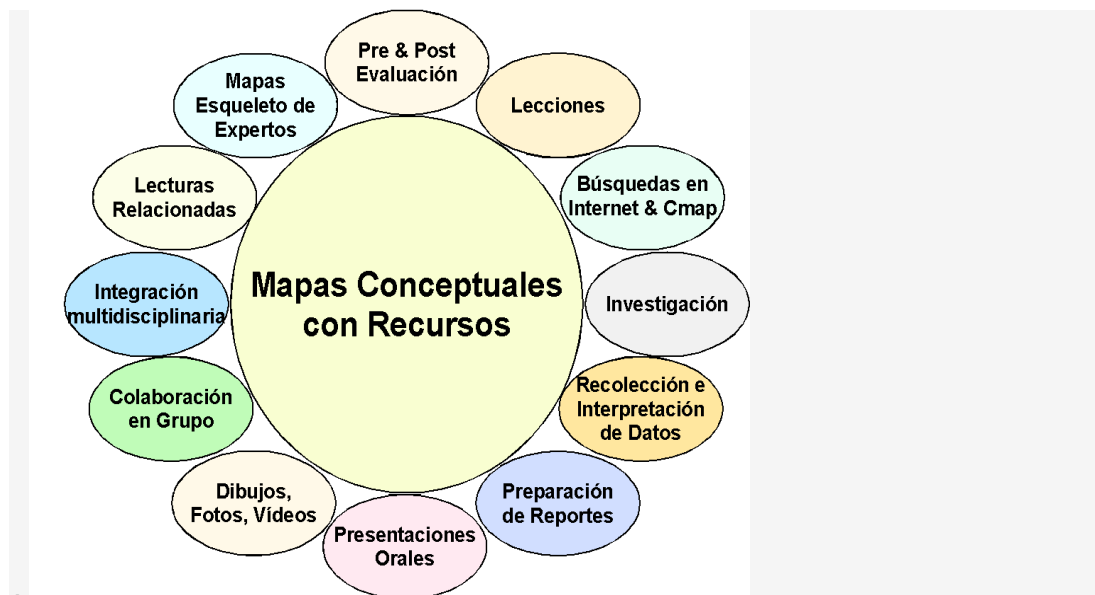 Pre & Post
Evaluación
Mapas
Esqueleto de
Expertos
Lecciones
Lecturas
Relacionadas
Búsquedas en
Internet & Cmap
Mapas Conceptuales
con Recursos
Integración
multidisciplinaria
Investigación
Colaboración
en Grupo
Recolección e
Interpretación
de Datos
Dibujos,
Fotos, Vídeos
Preparación
de Reportes
Presentaciones
Orales